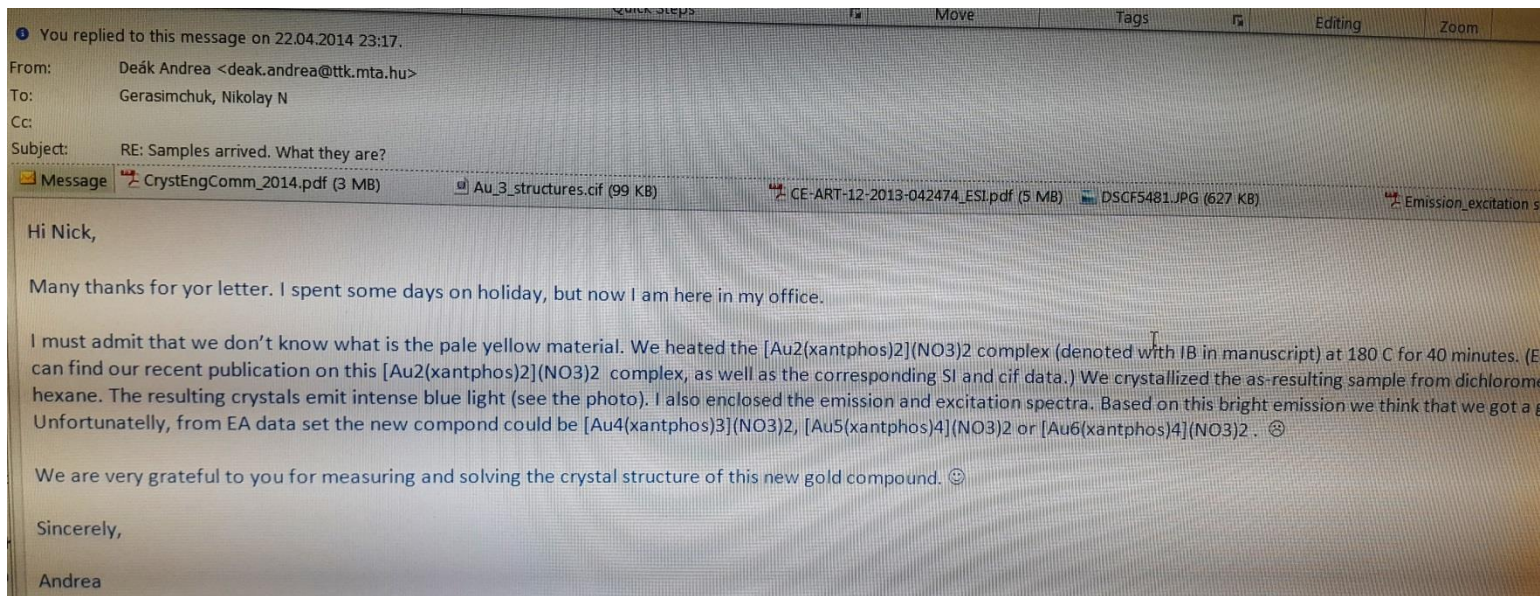 Quick Steps Move Tags Editing Zoom
You replied to this message on 22.04.2014 23:17.
From: Deák Andrea <deak.andrea@ttk.mta.hu>
To: Gerasimchuk, Nikolay N
Cc:
Subject: RE: Samples arrived. What they are?
Message CrystEngComm_2014.pdf (3 MB) Au_3_structures.cif (99 KB) CE-ART-12-2013-042474_ESI.pdf (5 MB) DSCF5481.JPG (627 KB) Emission_excitation s
Hi Nick,
Many thanks for yor letter. I spent some days on holiday, but now I am here in my office.
I must admit that we don't know what is the pale yellow material. We heated the [Au2(xantphos)2](NO3)2 complex (denoted with IB in manuscript) at 180 C for 40 minutes. (E
can find our recent publication on this [Au2(xantphos)2](NO3)2 complex, as well as the corresponding SI and cif data.) We crystallized the as-resulting sample from dichlorom
hexane. The resulting crystals emit intense blue light (see the photo). I also enclosed the emission and excitation spectra. Based on this bright emission we think that we got a g
Unfortunatelly, from EA data set the new compond could be [Au4(xantphos)3](NO3)2, [Au5(xantphos)4](NO3)2 or [Au6(xantphos)4](NO3)2 . ☹
We are very grateful to you for measuring and solving the crystal structure of this new gold compound. ☺
Sincerely,
Andrea